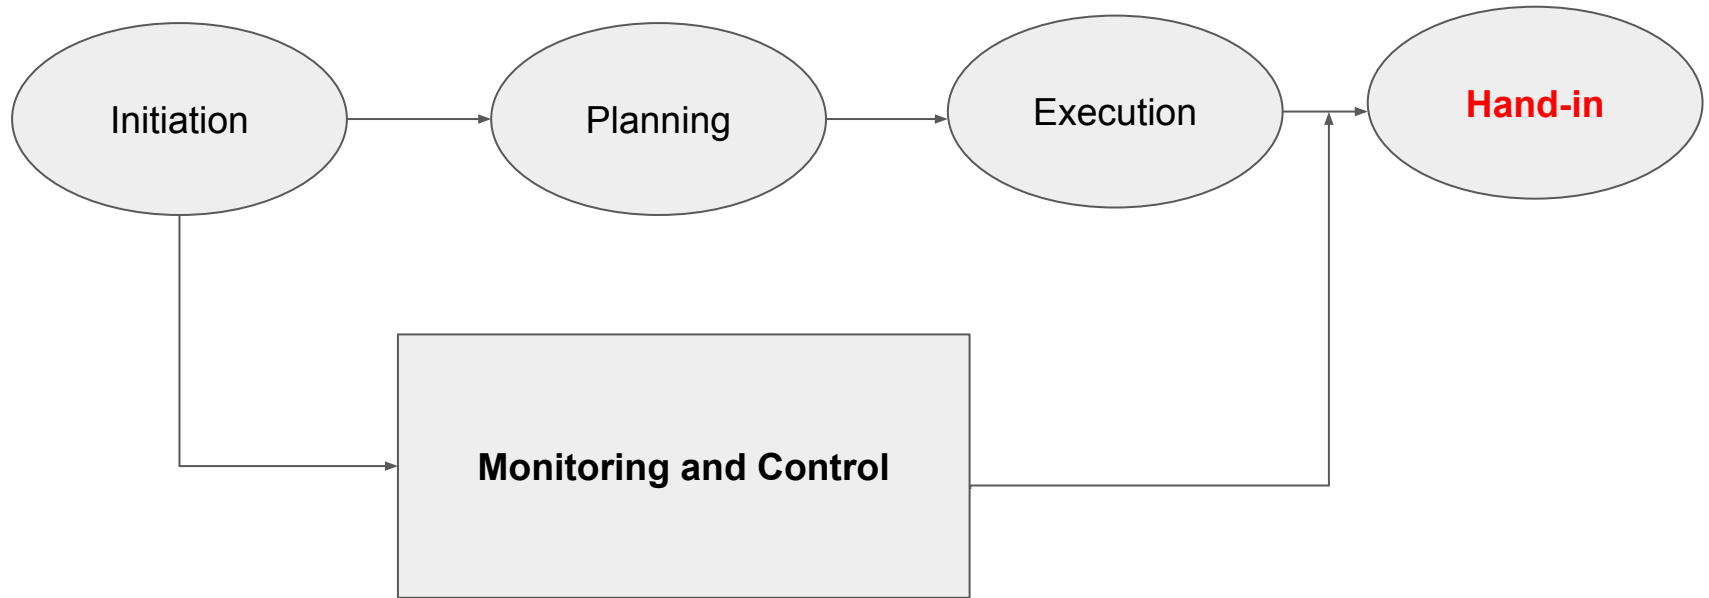 Initiation
Planning
Execution
Hand-in
Monitoring and Control